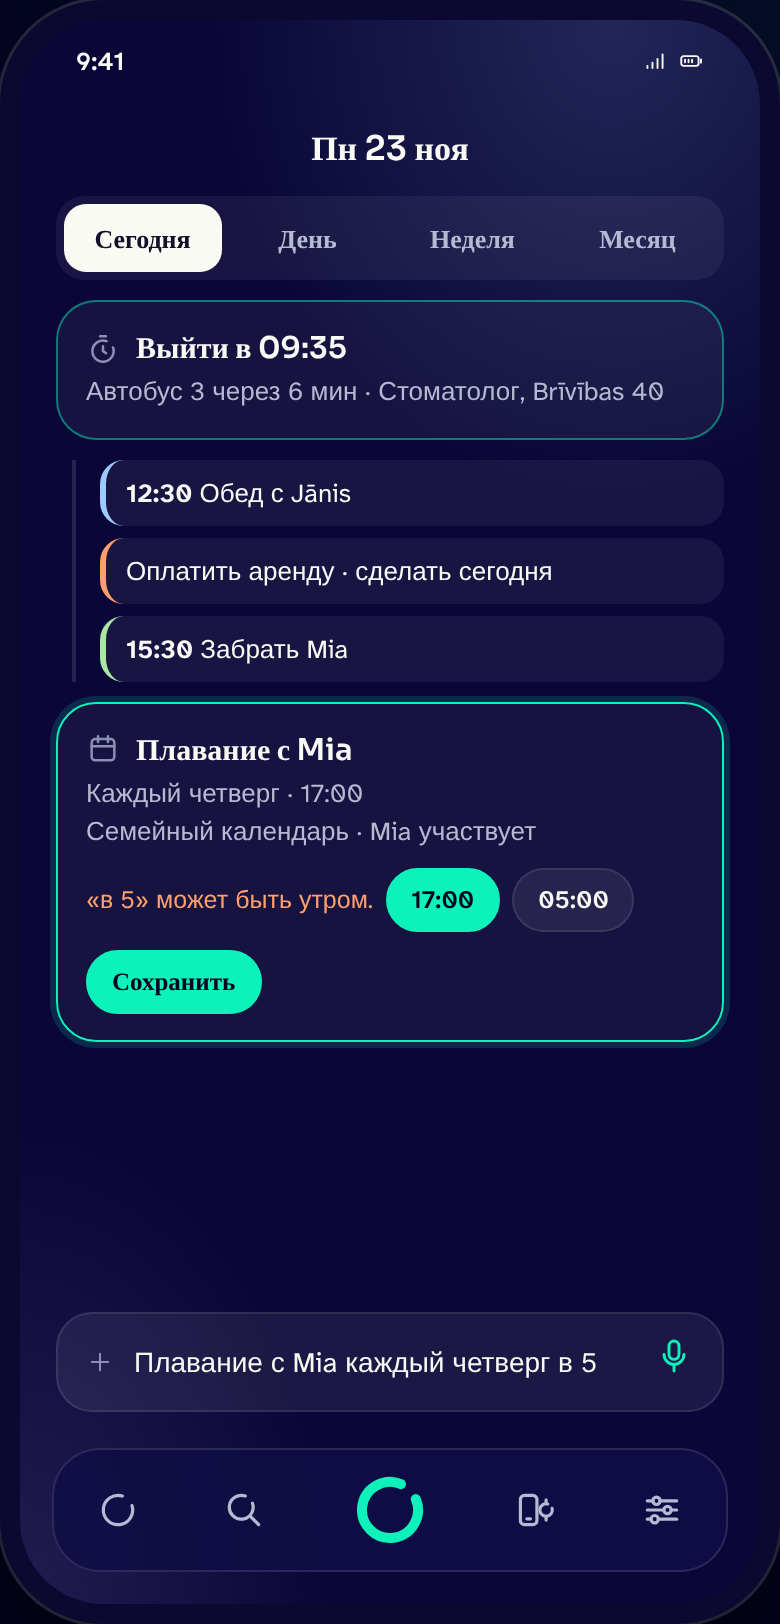 9:41
Пн 23 ноя
Сегодня День Неделя Месяц
Выйти в 09:35
Автобус 3 через 6 мин · Стоматолог, Brīvības 40
12:30 Обед с Jānis
Оплатить аренду · сделать сегодня
15:30 Забрать Mia
Плавание с Mia
Каждый четверг · 17:00
Семейный календарь · Mia участвует
«в 5» может быть утром. 17:00 05:00
Сохранить
Плавание с Mia каждый четверг в 5